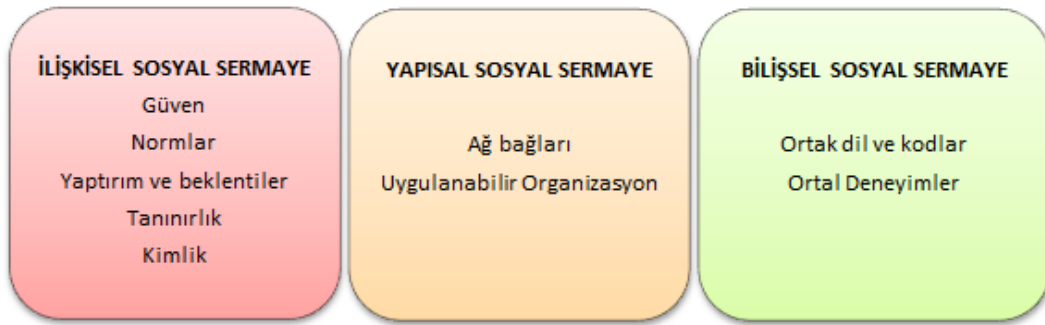 İLİŞKİSEL SOSYAL SERMAYE
Güven
Normlar
Yaptırım ve beklentiler
Tanınırlık
Kimlik
YAPISAL SOSYAL SERMAYE
Ağ bağları
Uygulanabilir Organizasyon
BİLİŞSEL SOSYAL SERMAYE
Ortak dil ve kodlar
Ortal Deneyimler